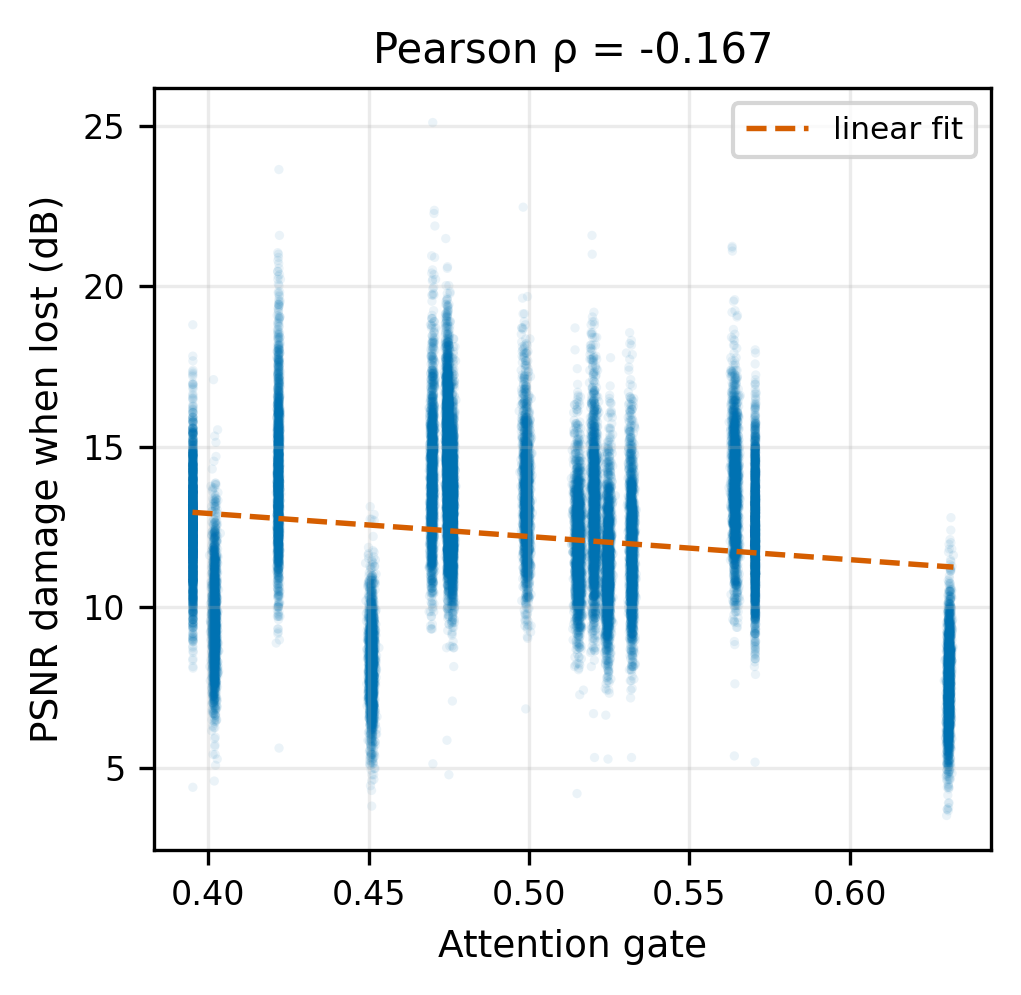 Pearson ρ = -0.167
linear fit
PSNR damage when lost (dB)
25
20
15
10
5
0.40 0.45 0.50 0.55 0.60
Attention gate